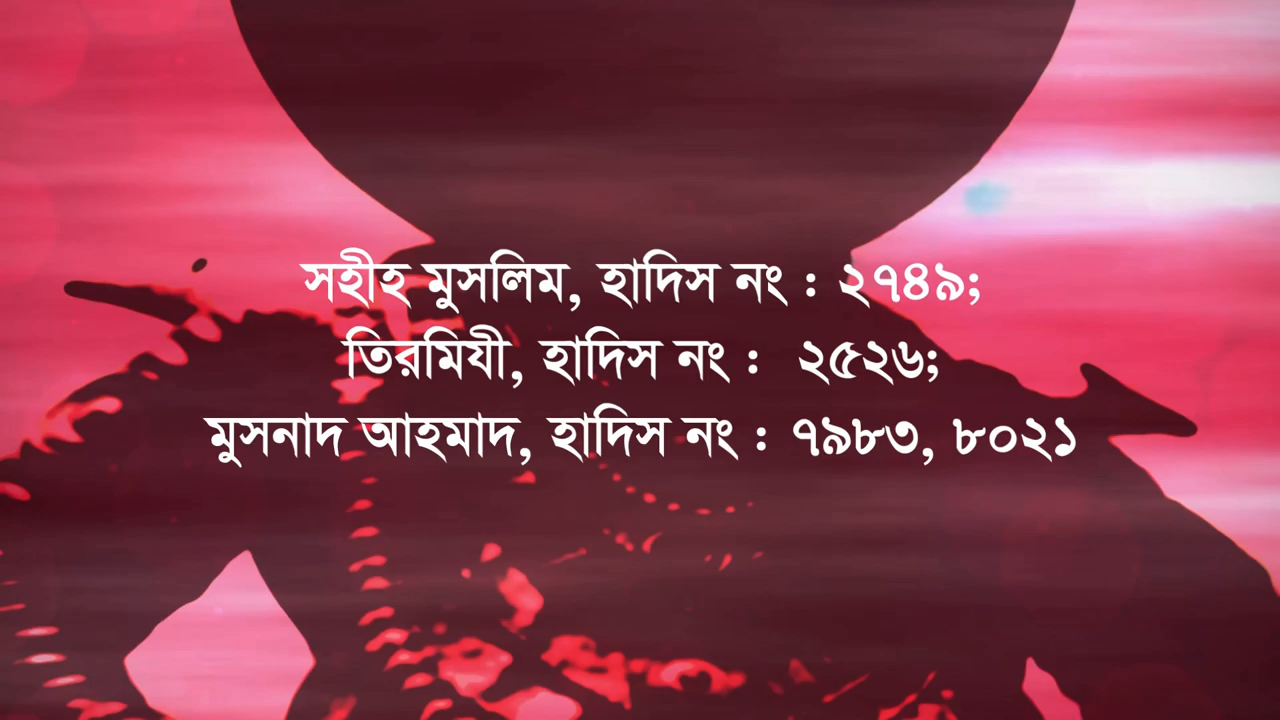 সহীহ মুসলিম, হাদিস নং : ২৭৪৯;
তিরমিযী, হাদিস নং : ২৫২৬;
মুসনাদ আহমাদ, হাদিস নং : ৭৯৮৩, ৮০২১